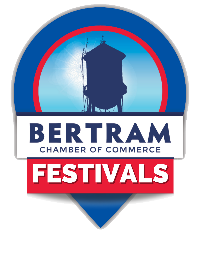 BERTRAM
CHAMBER OF COMMERCE
FESTIVALS